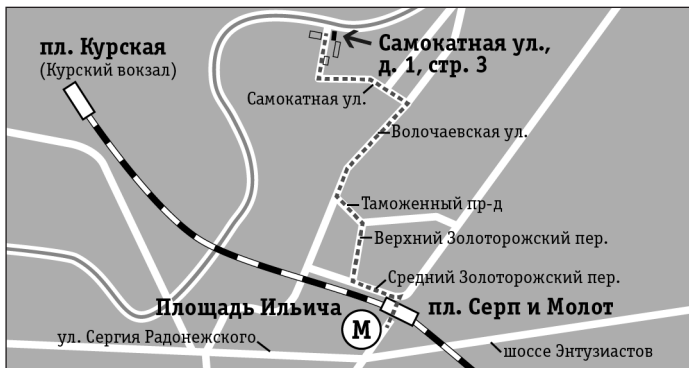 пл. Курская
(Курский вокзал)
Самокатная ул.,
д. 1, стр. 3
Самокатная ул.
Волочаевская ул.
Таможенный пр-д
Верхний Золоторожский пер.
Средний Золоторожский пер.
Площадь Ильича
М
пл. Серп и Молот
ул. Сергия Радонежского
шоссе Энтузиастов